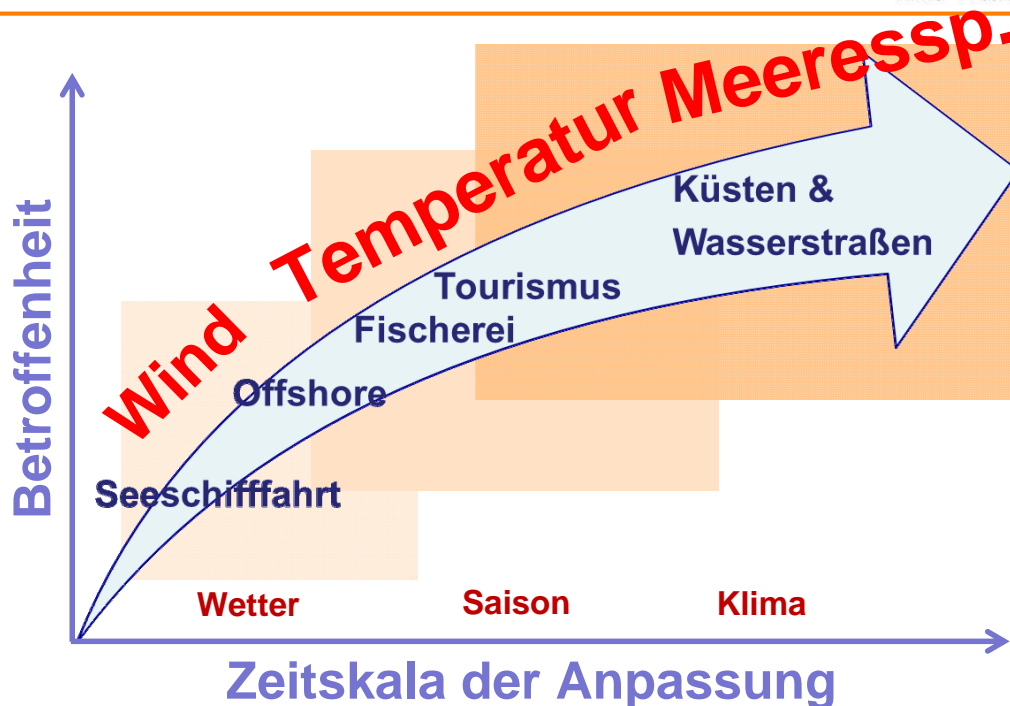 Wind Temperatur Meeressp.
Betroffenheit
Küsten &
Wasserstraßen
Tourismus
Fischerei
Offshore
Seeschifffahrt
Wetter Saison Klima
Zeitskala der Anpassung